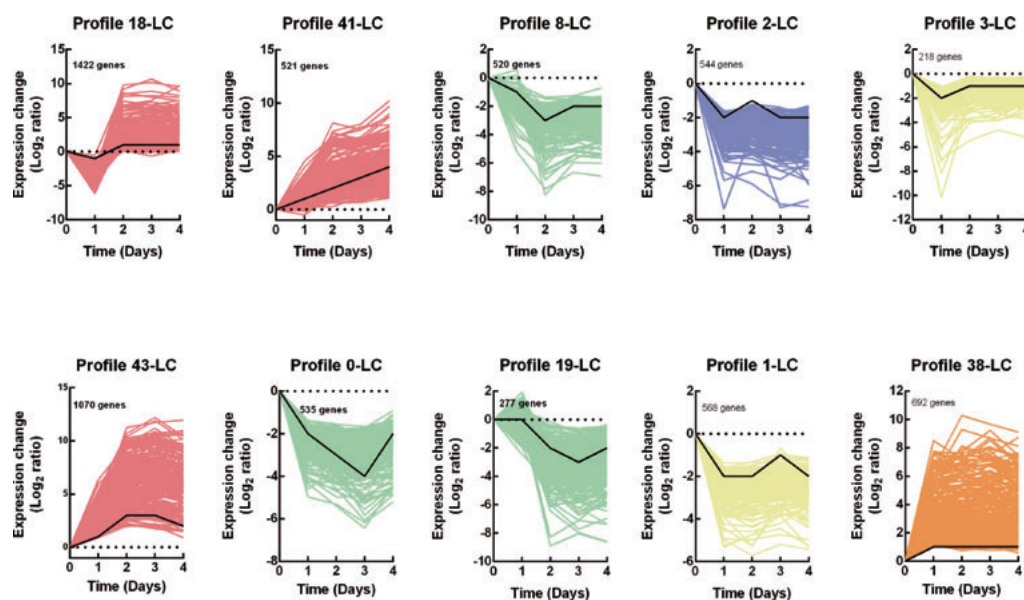 Profile 18-LC
Expression change
(Log2 ratio)
15
10
5
0
-5
-10
1422 genes
0 1 2 3 4
Time (Days)
Profile 41-LC
Expression change
(Log2 ratio)
15
10
5
0
521 genes
0 1 2 3 4
Time (Days)
Profile 8-LC
Expression change
(Log2 ratio)
2
0
-2
-4
-6
-8
-10
520 genes
0 1 2 3 4
Time (Days)
Profile 2-LC
Expression change
(Log2 ratio)
2
0
-2
-4
-6
-8
544 genes
0 1 2 3 4
Time (Days)
Profile 3-LC
Expression change
(Log2 ratio)
2
0
-2
-4
-6
-8
-10
-12
218 genes
0 1 2 3 4
Time (Days)
Profile 43-LC
Expression change
(Log2 ratio)
15
10
5
0
1070 genes
0 1 2 3 4
Time (Days)
Profile 0-LC
Expression change
(Log2 ratio)
0
-2
-4
-6
-8
535 genes
0 1 2 3 4
Time (Days)
Profile 19-LC
Expression change
(Log2 ratio)
2
0
-2
-4
-6
-8
-10
277 genes
0 1 2 3 4
Time (Days)
Profile 1-LC
Expression change
(Log2 ratio)
2
0
-2
-4
-6
568 genes
0 1 2 3 4
Time (Days)
Profile 38-LC
Expression change
(Log2 ratio)
12
10
8
6
4
2
0
692 genes
0 1 2 3 4
Time (Days)